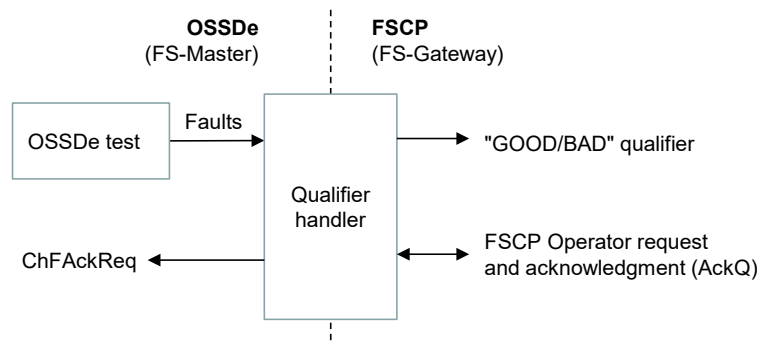 OSSDe
(FS-Master)
FSCP
(FS-Gateway)
OSSDe test
Faults
Qualifier
handler
"GOOD/BAD" qualifier
ChFAckReq
FSCP Operator request
and acknowledgment (AckQ)